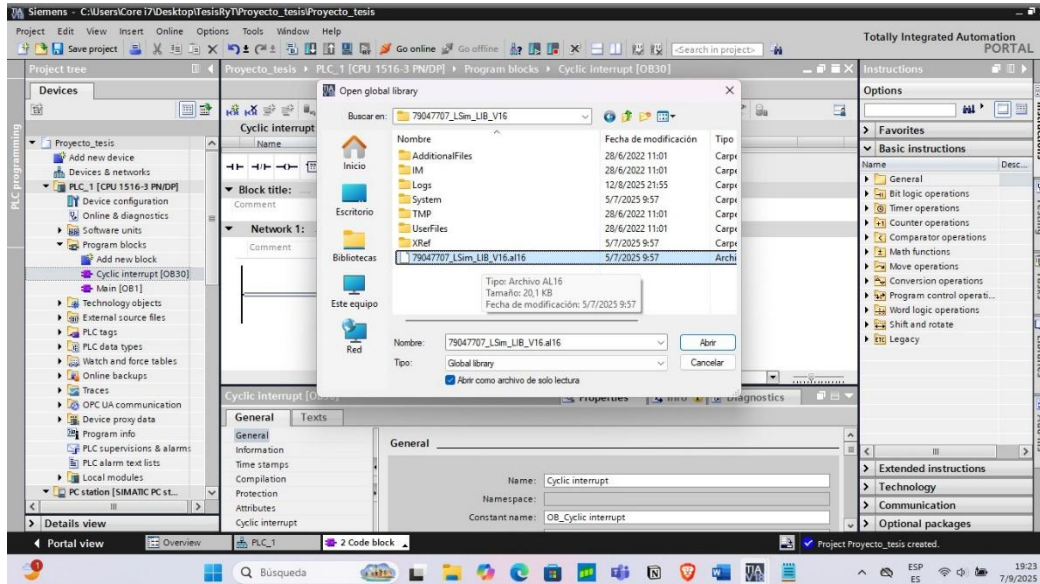 Siemens - C:\Users\Core i7\Desktop\TesisRyT\Proyecto_tesis\Proyecto_tesis
Project Edit View Insert Online Options Tools Window Help
Totally Integrated Automation
PORTAL
Save project
Go online
Go offline
<Search in project>
Project tree
Proyecto_tesis PLC_1 [CPU 1516-3 PN/DP] Program blocks Cyclic interrupt [OB30]
Instructions
Devices
PLC programming
Proyecto_tesis
Add new device
Devices & networks
PLC_1 [CPU 1516-3 PN/DP]
Device configuration
Online & diagnostics
Software units
Program blocks
Add new block
Cyclic interrupt [OB30]
Main [OB1]
Technology objects
External source files
PLC tags
PLC data types
Watch and force tables
Online backups
Traces
OPC UA communication
Device proxy data
Program info
PLC supervisions & alarms
PLC alarm text lists
Local modules
PC station [SIMATIC PC st...
Details view
Cyclic interrupt
Name
Block title:
Comment
Network 1:
Comment
Open global library
Buscar en: 79047707_LSim_LIB_V16
Inicio
Escritorio
Bibliotecas
Este equipo
Red
Nombre Fecha de modificación Tipo
AdditionalFiles 28/6/2022 11:01 Carpe
IM 28/6/2022 11:01 Carpe
Logs 12/8/2025 21:55 Carpe
System 5/7/2025 9:57 Carpe
TMP 28/6/2022 11:01 Carpe
UserFiles 28/6/2022 11:01 Carpe
XRef 5/7/2025 9:57 Carpe
79047707_LSim_LIB_V16.al16 5/7/2025 9:57 Archi
Tipo: Archivo AL16
Tamaño: 20,1 KB
Fecha de modificación: 5/7/2025 9:57
Nombre: 79047707_LSim_LIB_V16.al16 Abrir
Tipo: Global library Cancelar
Abrir como archivo de solo lectura
Cyclic interrupt
Properties Info Diagnostics
General Texts
General
Information
Time stamps
Compilation
Protection
Attributes
Cyclic interrupt
General
Name: Cyclic interrupt
Namespace:
Constant name: OB_Cyclic interrupt
Options
Favorites
Basic instructions
Name Desc...
General
Bit logic operations
Timer operations
Counter operations
Comparator operations
Math functions
Move operations
Conversion operations
Program control operati...
Word logic operations
Shift and rotate
Legacy
Extended instructions
Technology
Communication
Optional packages
Portal view Overview PLC_1 2 Code block
Project Proyecto_tesis created.
Búsqueda
ESP
ES
19:23
7/9/2025